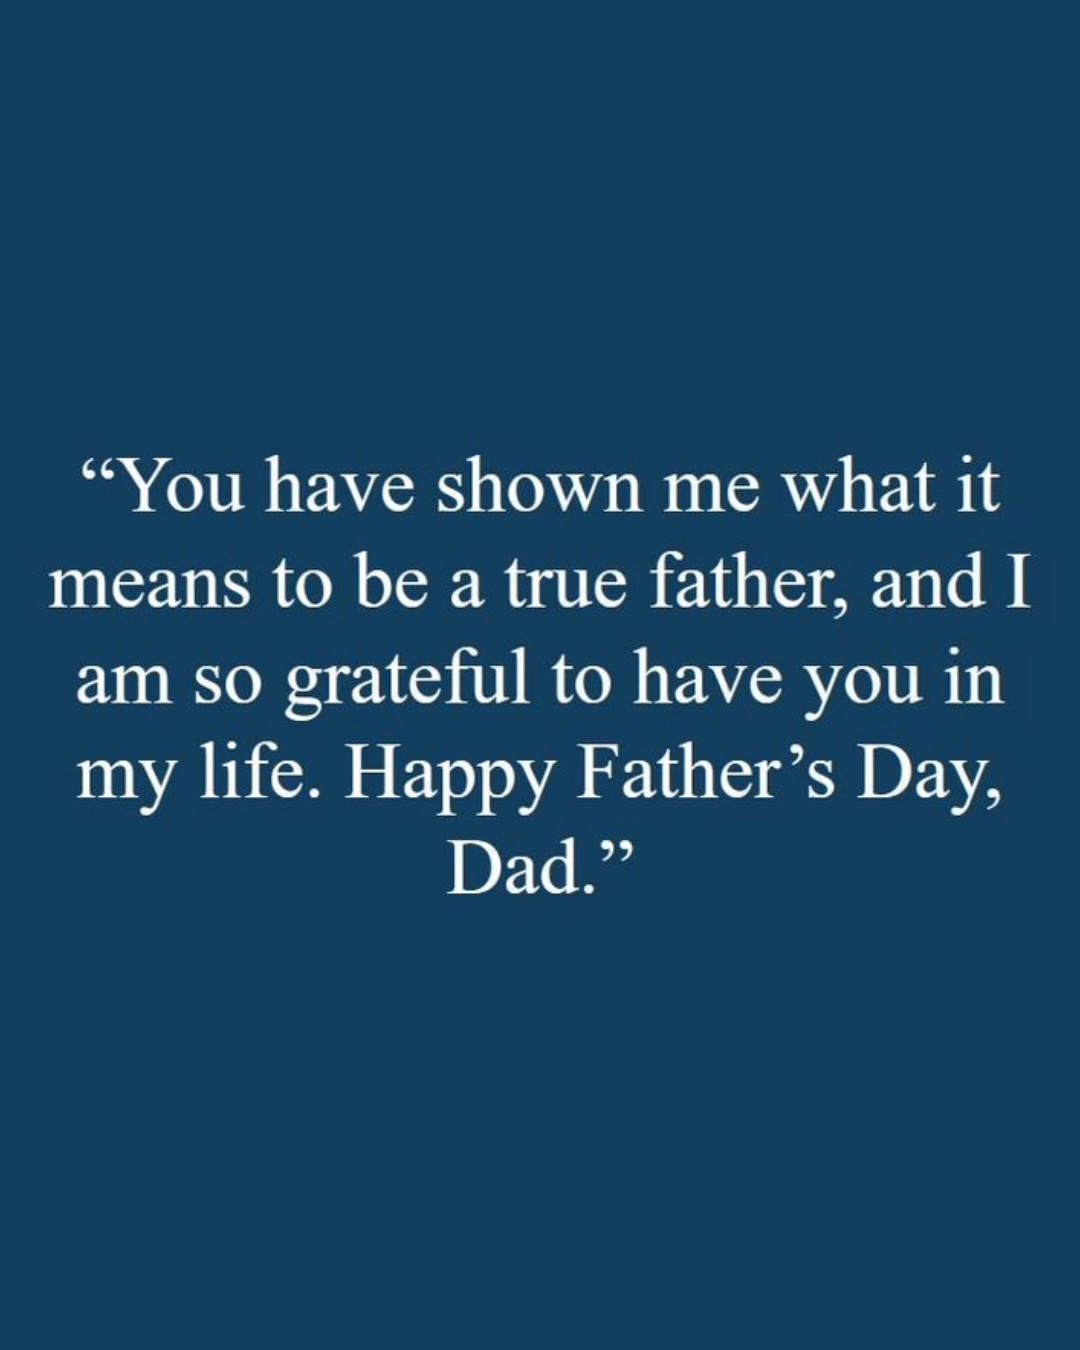 “You have shown me what it
means to be a true father, and I
am so grateful to have you in
my life. Happy Father’s Day,
Dad.”